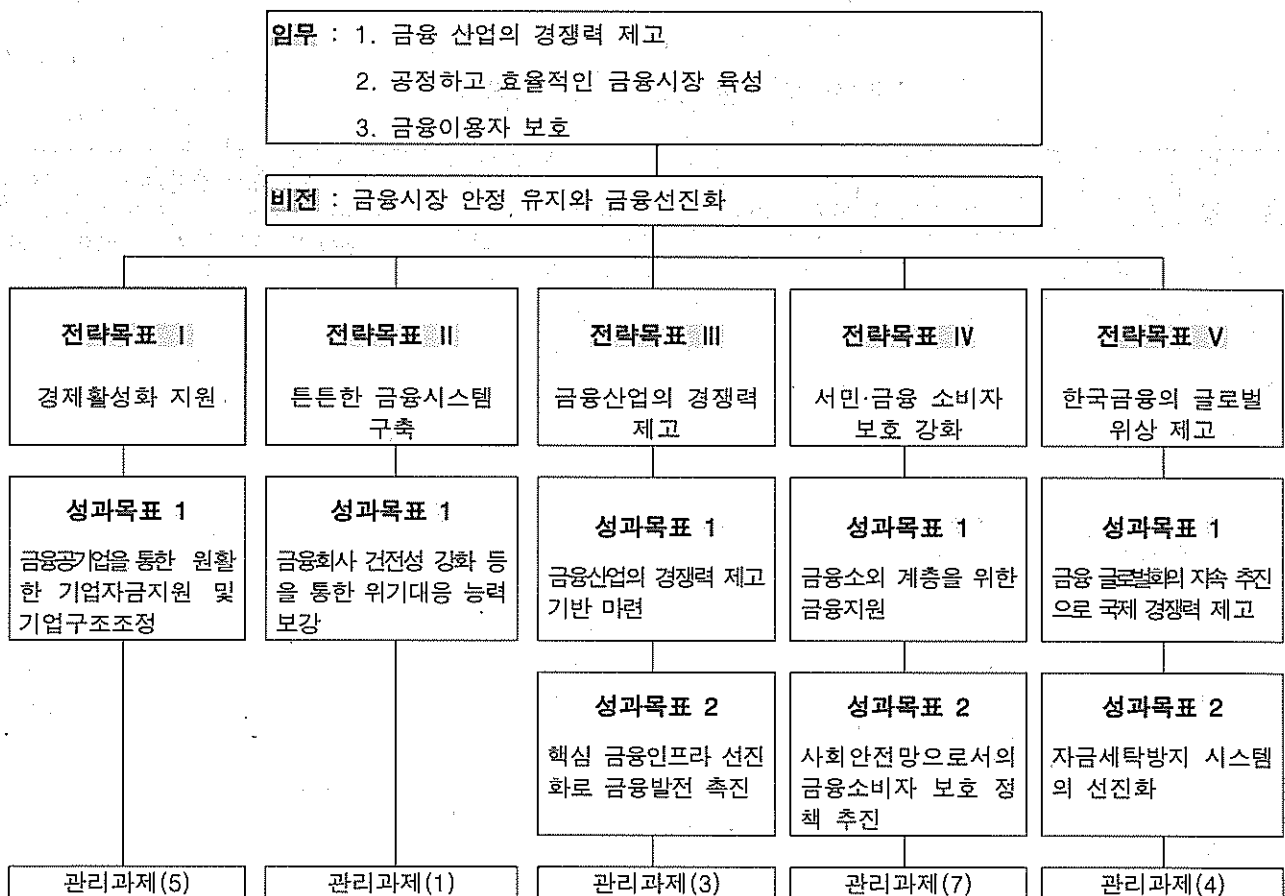 임무 : 1. 금융 산업의 경쟁력 제고
2. 공정하고 효율적인 금융시장 육성
3. 금융이용자 보호
비전 : 금융시장 안정 유지와 금융선진화
전략목표 Ⅰ
경제활성화 지원
전략목표 Ⅱ
튼튼한 금융시스템
구축
전략목표 Ⅲ
금융산업의 경쟁력
제고
전략목표 Ⅳ
서민·금융 소비자
보호 강화
전략목표 Ⅴ
한국금융의 글로벌
위상 제고
성과목표 1
금융공기업을 통한 원활
한 기업자금지원 및
기업구조조정
성과목표 1
금융회사 건전성 강화 등
을 통한 위기대응 능력
보강
성과목표 1
금융산업의 경쟁력 제고
기반 마련
성과목표 1
금융소외 계층을 위한
금융지원
성과목표 1
금융 글로벌화의 지속 추진
으로 국제 경쟁력 제고
성과목표 2
핵심 금융인프라 선진
화로 금융발전 촉진
성과목표 2
사회안전망으로서의
금융소비자 보호 정
책 추진
성과목표 2
자금세탁방지 시스템
의 선진화
관리과제(5)
관리과제(1)
관리과제(3)
관리과제(7)
관리과제(4)